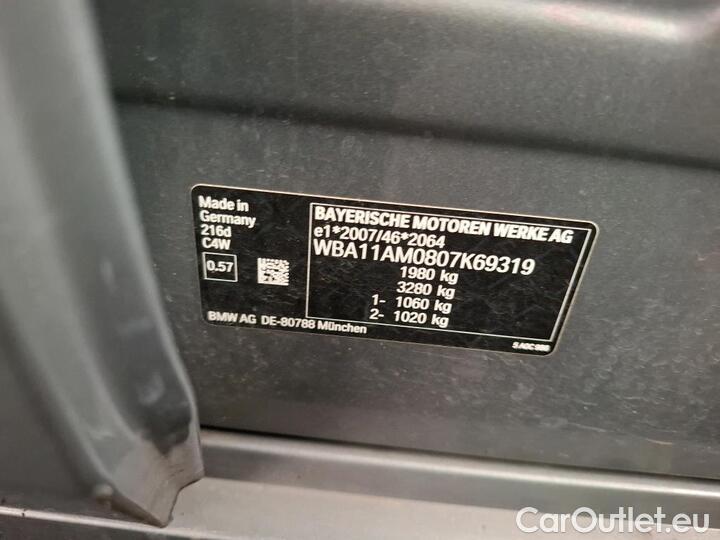 Made in
Germany
216d
C4W
0.57
BAYERISCHE MOTOREN WERKE AG
e1*2007/46*2064
WBA11AM0807K69319
1980 kg
3280 kg
1- 1060 kg
2- 1020 kg
BMW AG DE-80788 München
CarOutlet.eu